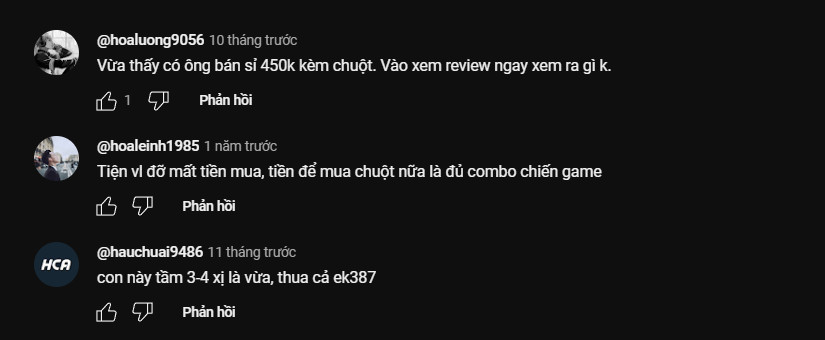 @hoaluong9056 10 tháng trước
Vừa thấy có ông bán sỉ 450k kèm chuột. Vào xem review ngay xem ra gì k.
1 Phản hồi
@hoaleinh1985 1 năm trước
Tiện vl đỡ mất tiền mua, tiền để mua chuột nữa là đủ combo chiến game
Phản hồi
HCA
@hauchuai9486 11 tháng trước
con này tầm 3-4 xị là vừa, thua cả ek387
Phản hồi